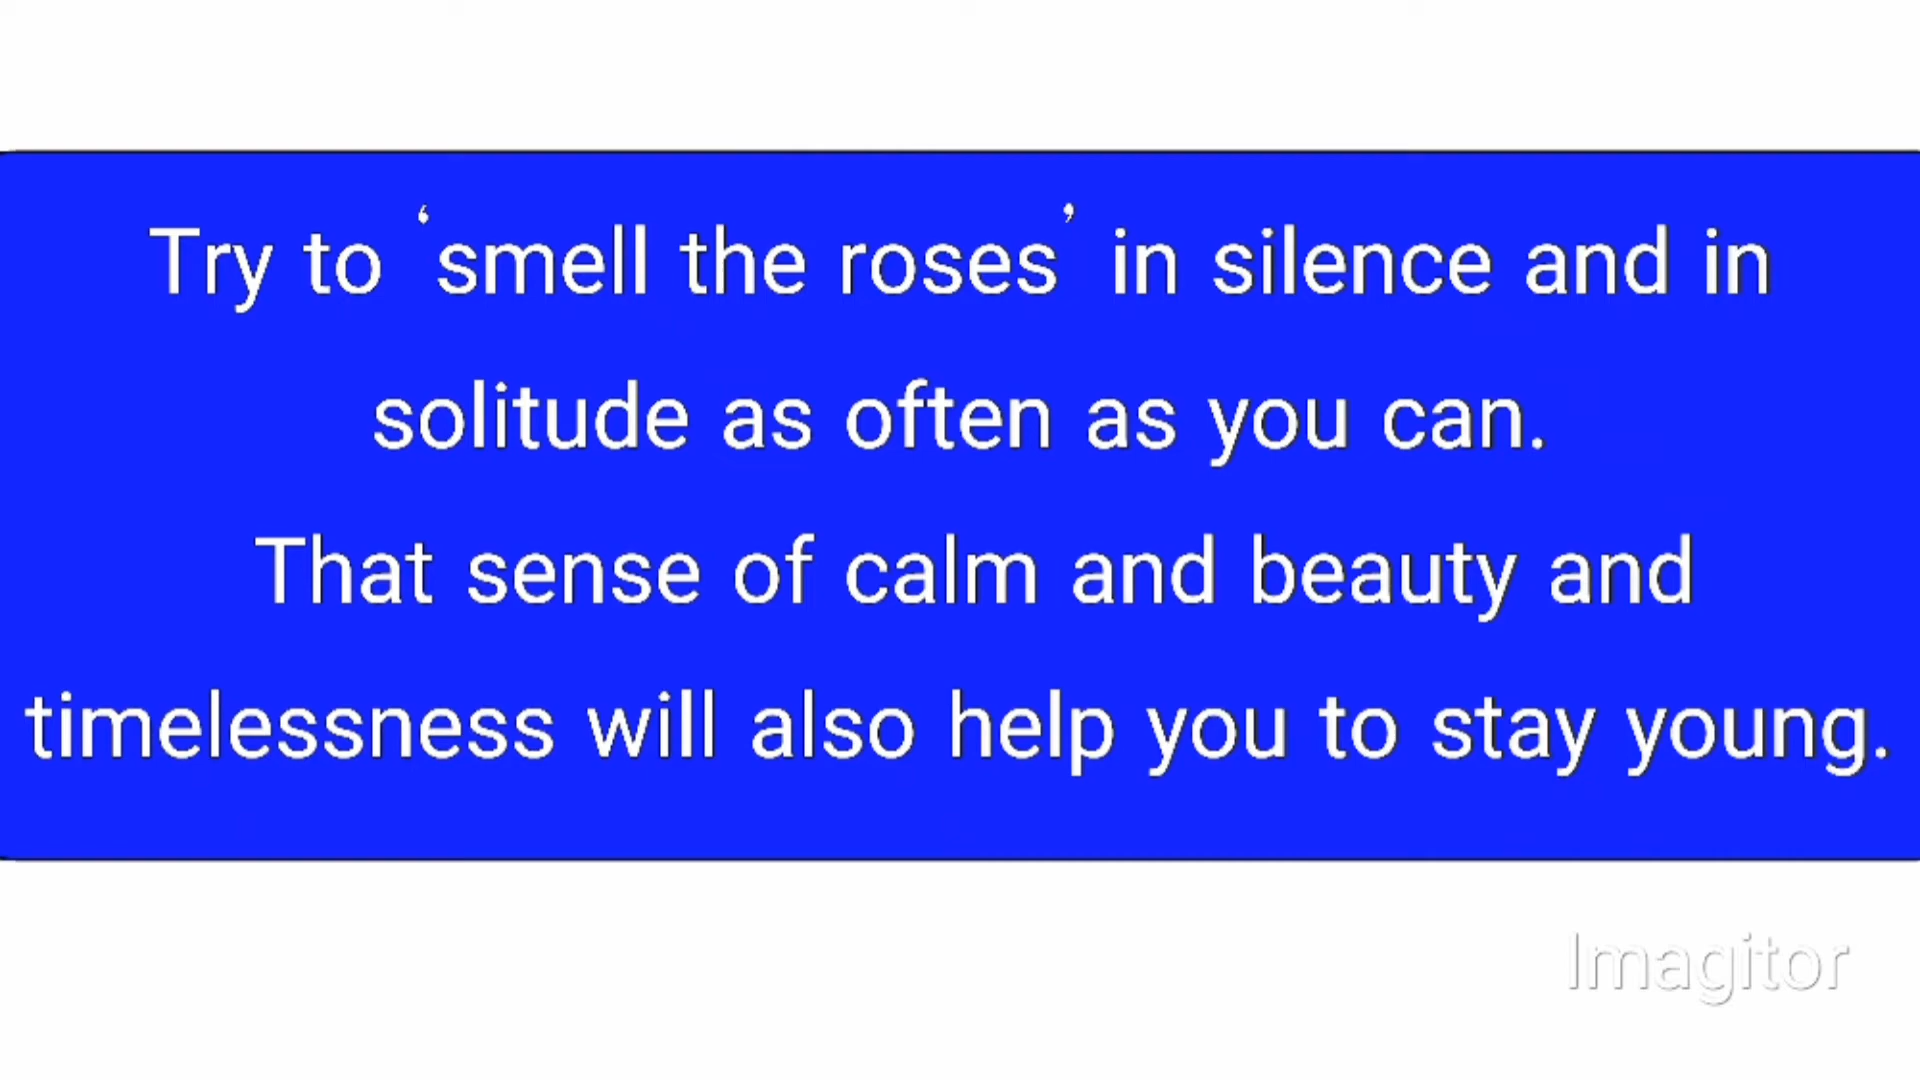 Try to ‘smell the roses’ in silence and in
solitude as often as you can.
That sense of calm and beauty and
timelessness will also help you to stay young.
Imagitor